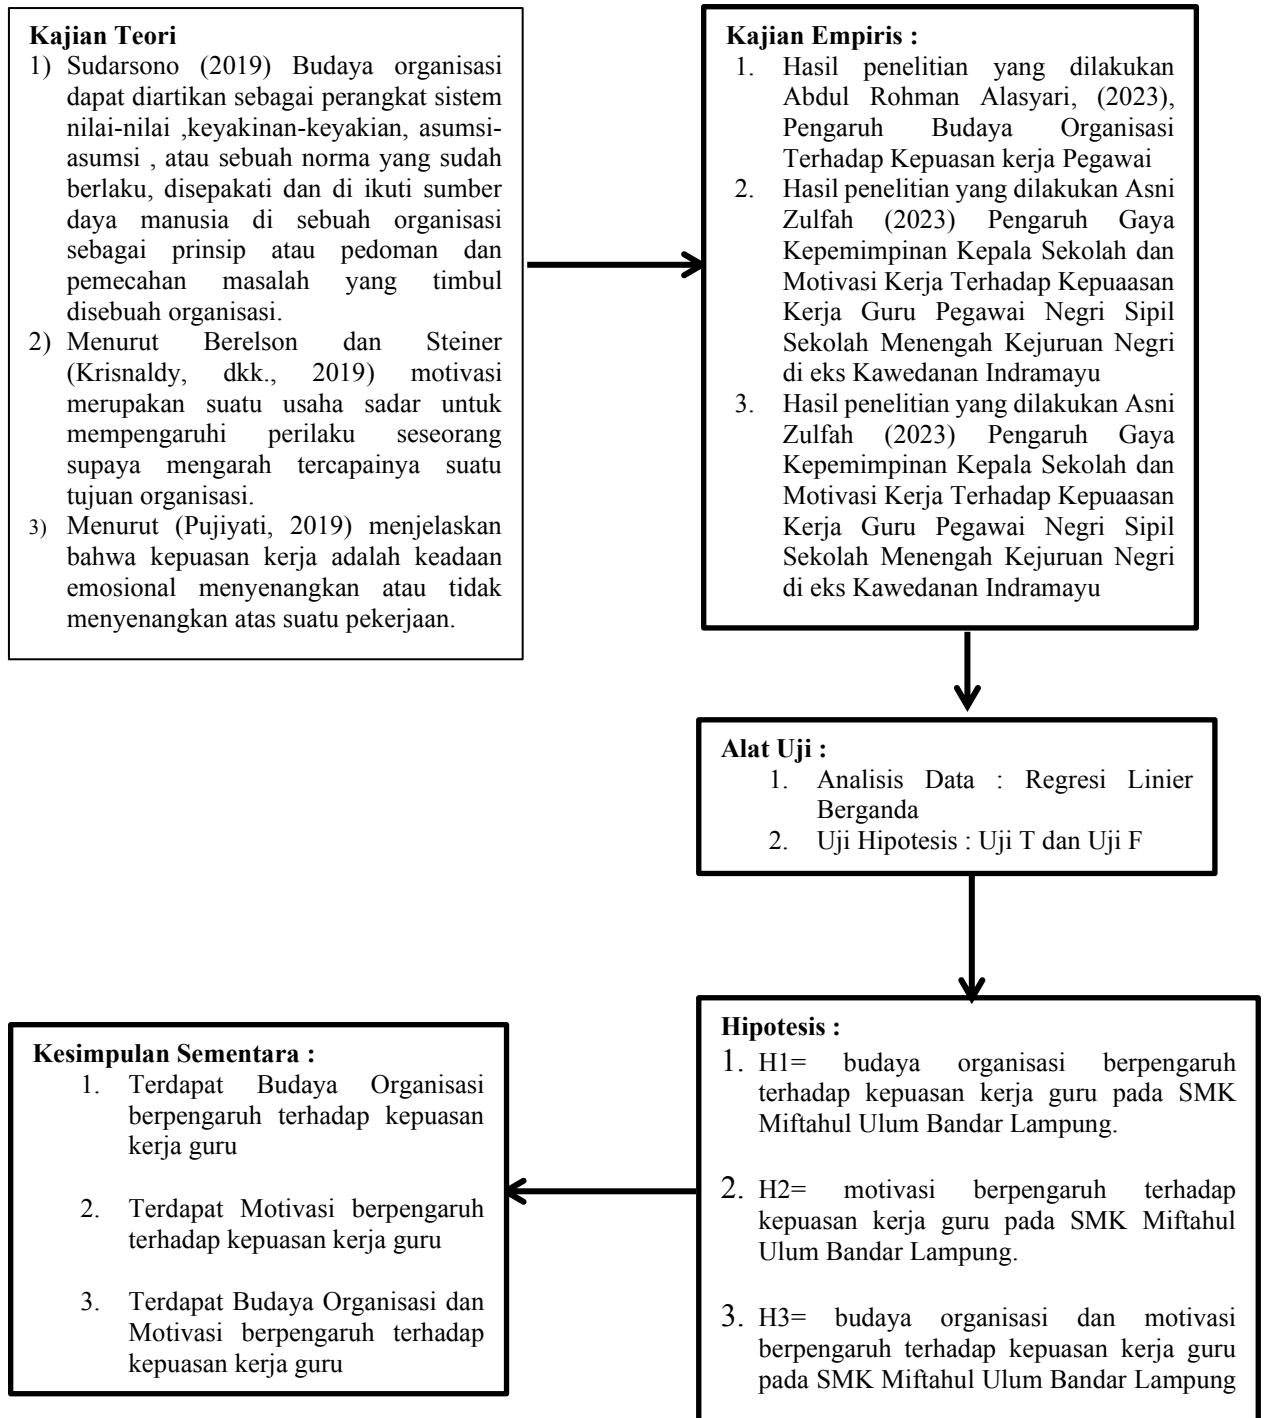 Kajian Teori
1) Sudarsono (2019) Budaya organisasi
dapat diartikan sebagai perangkat sistem
nilai-nilai ,keyakinan-keyakian, asumsi-
asumsi , atau sebuah norma yang sudah
berlaku, disepakati dan di ikuti sumber
daya manusia di sebuah organisasi
sebagai prinsip atau pedoman dan
pemecahan masalah yang timbul
disebuah organisasi.
2) Menurut Berelson dan Steiner
(Krisnaldy, dkk., 2019) motivasi
merupakan suatu usaha sadar untuk
mempengaruhi perilaku seseorang
supaya mengarah tercapainya suatu
tujuan organisasi.
3) Menurut (Pujiyati, 2019) menjelaskan
bahwa kepuasan kerja adalah keadaan
emosional menyenangkan atau tidak
menyenangkan atas suatu pekerjaan.
Kajian Empiris :
1. Hasil penelitian yang dilakukan
Abdul Rohman Alasyari, (2023),
Pengaruh Budaya Organisasi
Terhadap Kepuasan kerja Pegawai
2. Hasil penelitian yang dilakukan Asni
Zulfah (2023) Pengaruh Gaya
Kepemimpinan Kepala Sekolah dan
Motivasi Kerja Terhadap Kepuaasan
Kerja Guru Pegawai Negri Sipil
Sekolah Menengah Kejuruan Negri
di eks Kawedanan Indramayu
3. Hasil penelitian yang dilakukan Asni
Zulfah (2023) Pengaruh Gaya
Kepemimpinan Kepala Sekolah dan
Motivasi Kerja Terhadap Kepuaasan
Kerja Guru Pegawai Negri Sipil
Sekolah Menengah Kejuruan Negri
di eks Kawedanan Indramayu
Alat Uji :
1. Analisis Data : Regresi Linier
Berganda
2. Uji Hipotesis : Uji T dan Uji F
Hipotesis :
1. H1= budaya organisasi berpengaruh
terhadap kepuasan kerja guru pada SMK
Miftahul Ulum Bandar Lampung.
2. H2= motivasi berpengaruh terhadap
kepuasan kerja guru pada SMK Miftahul
Ulum Bandar Lampung.
3. H3= budaya organisasi dan motivasi
berpengaruh terhadap kepuasan kerja guru
pada SMK Miftahul Ulum Bandar Lampung
Kesimpulan Sementara :
1. Terdapat Budaya Organisasi
berpengaruh terhadap kepuasan
kerja guru
2. Terdapat Motivasi berpengaruh
terhadap kepuasan kerja guru
3. Terdapat Budaya Organisasi dan
Motivasi berpengaruh terhadap
kepuasan kerja guru